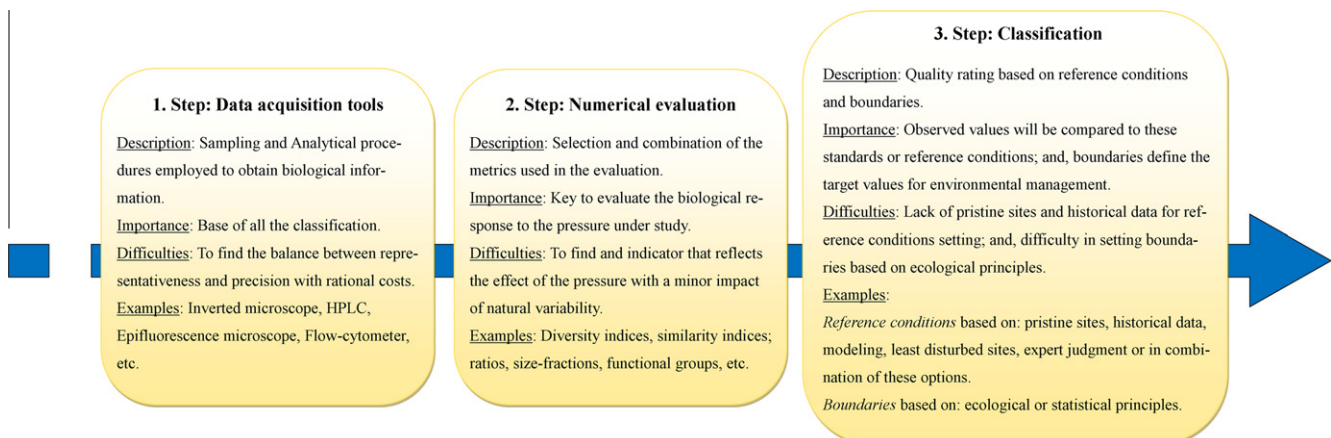 1. Step: Data acquisition tools
Description: Sampling and Analytical proce-
dures employed to obtain biological infor-
mation.
Importance: Base of all the classification.
Difficulties: To find the balance between repre-
sentativeness and precision with rational costs.
Examples: Inverted microscope, HPLC,
Epifluorescence microscope, Flow-cytometer,
etc.
2. Step: Numerical evaluation
Description: Selection and combination of the
metrics used in the evaluation.
Importance: Key to evaluate the biological re-
sponse to the pressure under study.
Difficulties: To find and indicator that reflects
the effect of the pressure with a minor impact
of natural variability.
Examples: Diversity indices, similarity indices;
ratios, size-fractions, functional groups, etc.
3. Step: Classification
Description: Quality rating based on reference conditions
and boundaries.
Importance: Observed values will be compared to these
standards or reference conditions; and, boundaries define the
target values for environmental management.
Difficulties: Lack of pristine sites and historical data for ref-
erence conditions setting; and, difficulty in setting bounda-
ries based on ecological principles.
Examples:
Reference conditions based on: pristine sites, historical data,
modeling, least disturbed sites, expert judgment or in combi-
nation of these options.
Boundaries based on: ecological or statistical principles.